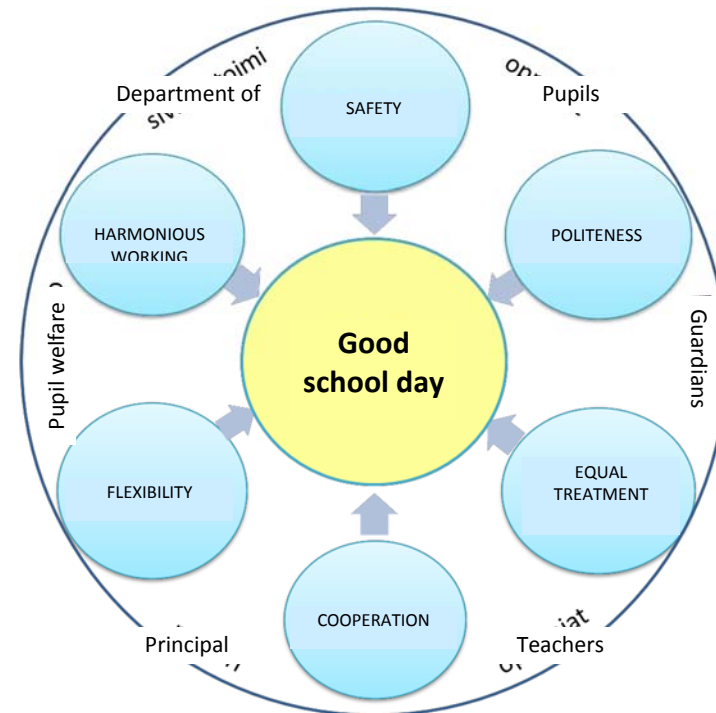 Department of
SAFETY
Pupils
HARMONIOUS
WORKING
POLITENESS
Good
school day
Pupil welfare
Guardians
FLEXIBILITY
EQUAL
TREATMENT
COOPERATION
Principal
Teachers